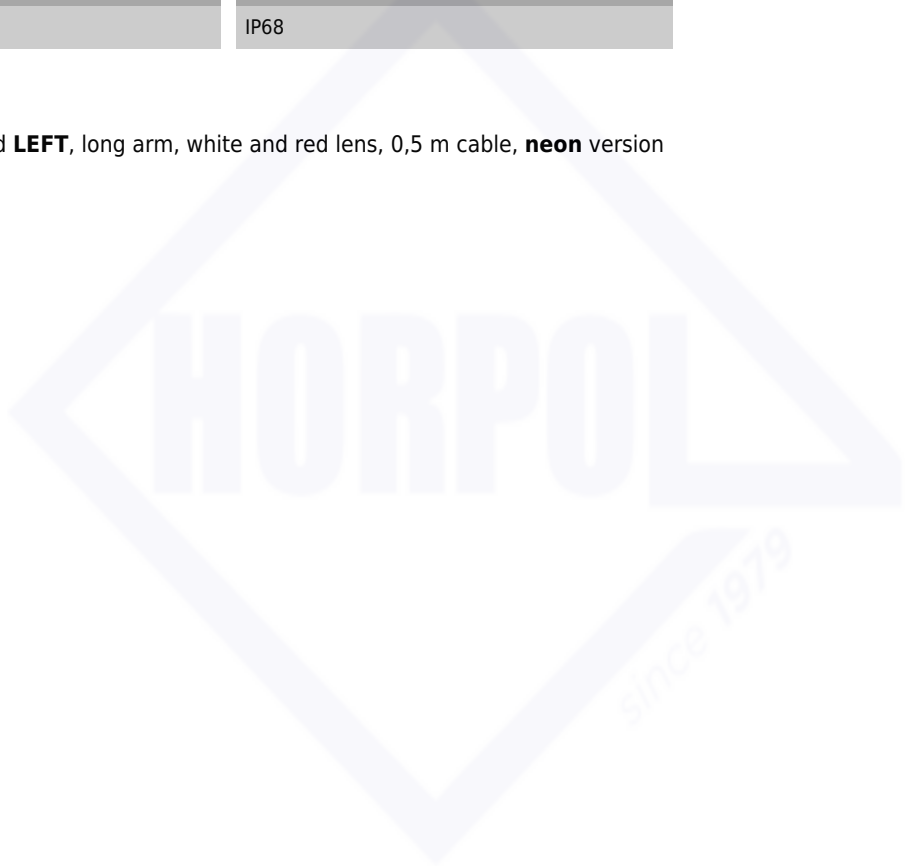 IP68
LEFT, long arm, white and red lens, 0,5 m cable, neon version
HORPOL
since 1979